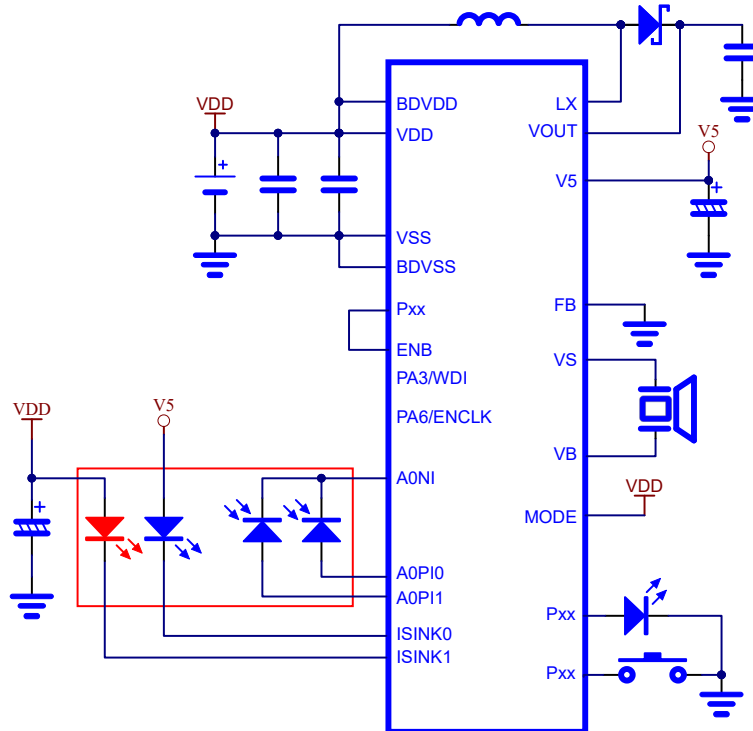 VDD
BDVDD
VDD
VSS
BDVSS
Pxx
ENB
PA3/WDI
PA6/ENCLK
VDD
V5
A0NI
A0PI0
A0PI1
ISINK0
ISINK1
LX
VOUT
V5
V5
FB
VS
VB
VDD
MODE
Pxx
Pxx
+
+
+